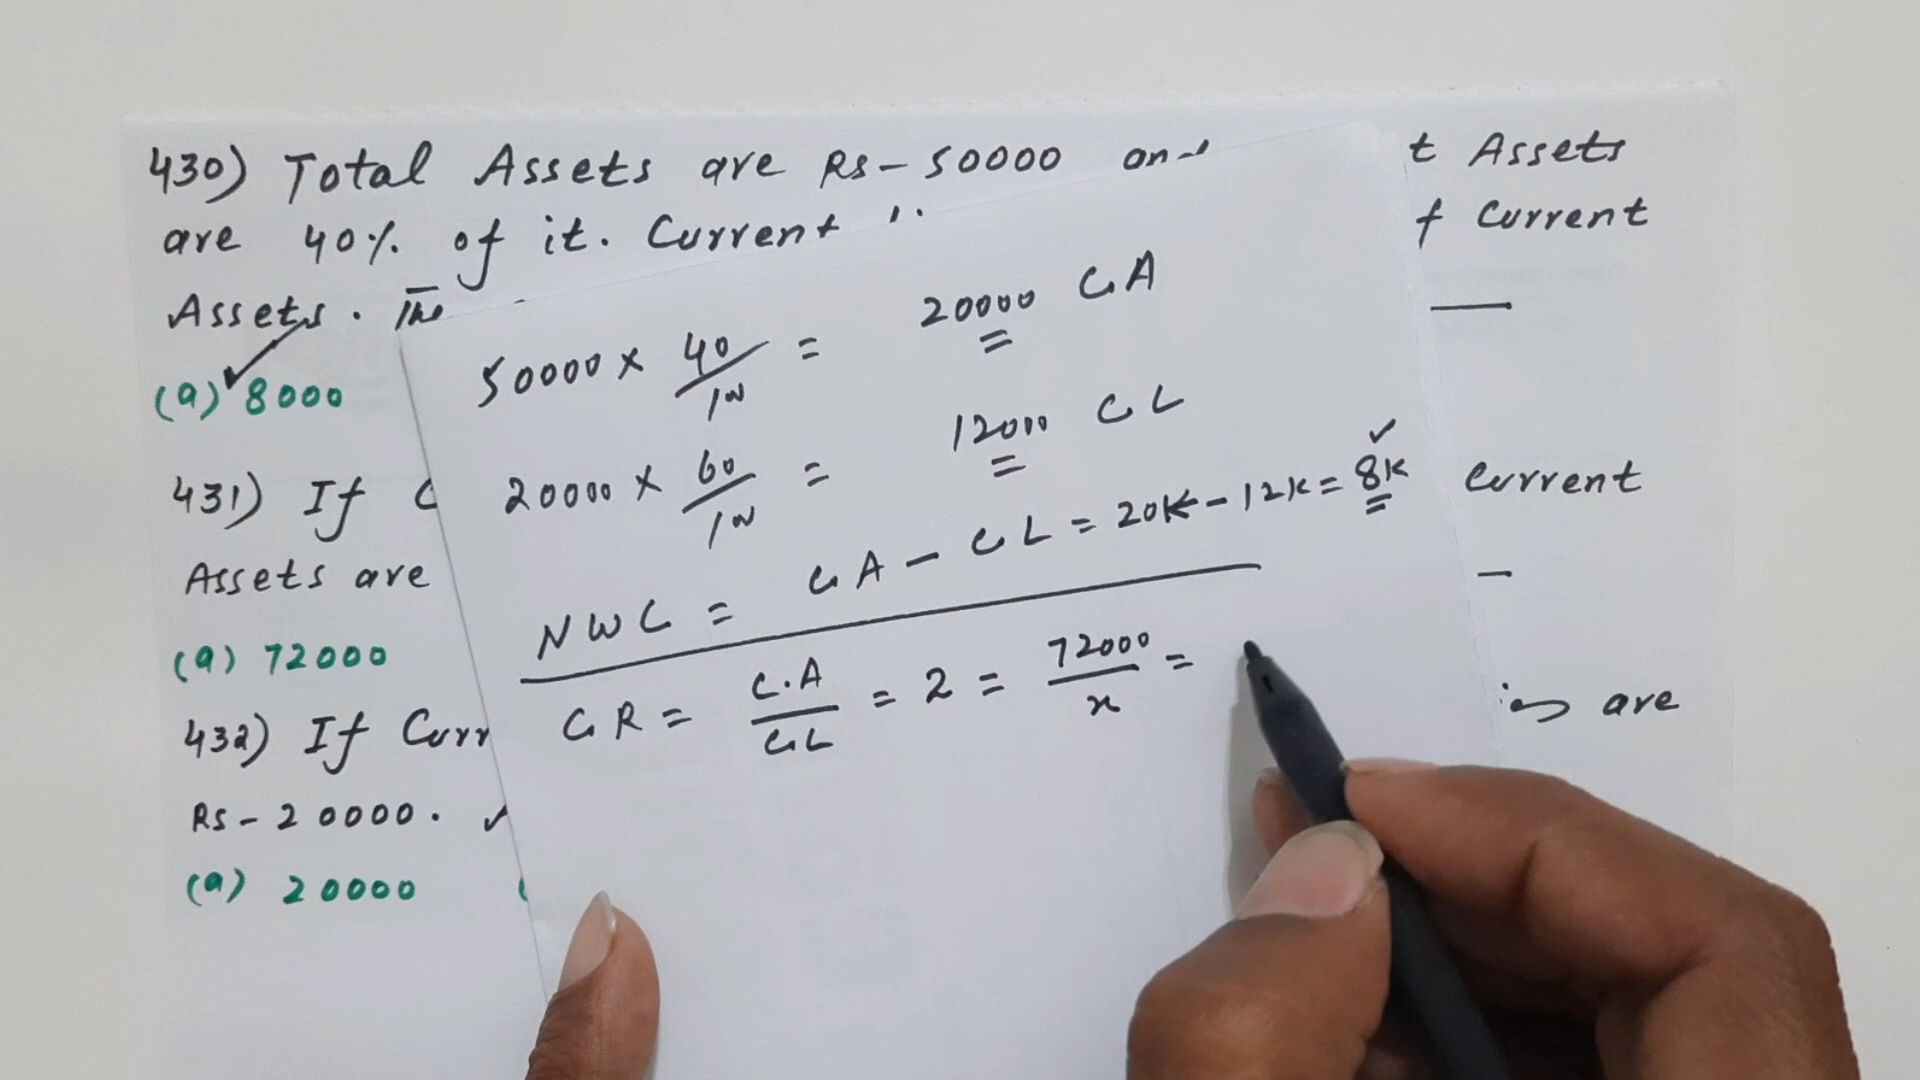 430) Total Assets are Rs-50000 t Assets
are 40% of it. Current f Current
Assets. The
(a) 8000
431) If C Current
Assets are
(a) 72000
432) If Curr are
Rs-20000.
(a) 20000
50000 x 40/100 = 20000 CA
20000 x 60/100 = 12000 CL
NWC = CA - CL = 20K - 12K = 8K
CR = C.A/CL = 2 = 72000/x =